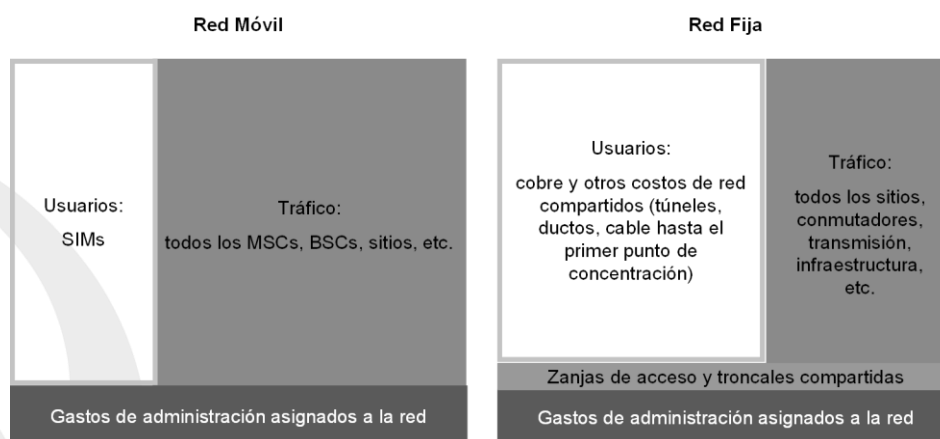 Red Móvil
Usuarios:
SIMs
Tráfico:
todos los MSCs, BSCs, sitios, etc.
Gastos de administración asignados a la red
Red Fija
Usuarios:
cobre y otros costos de red
compartidos (túneles,
ductos, cable hasta el
primer punto de
concentración)
Tráfico:
todos los sitios,
conmutadores,
transmisión,
infraestructura,
etc.
Zanjas de acceso y troncales compartidas
Gastos de administración asignados a la red